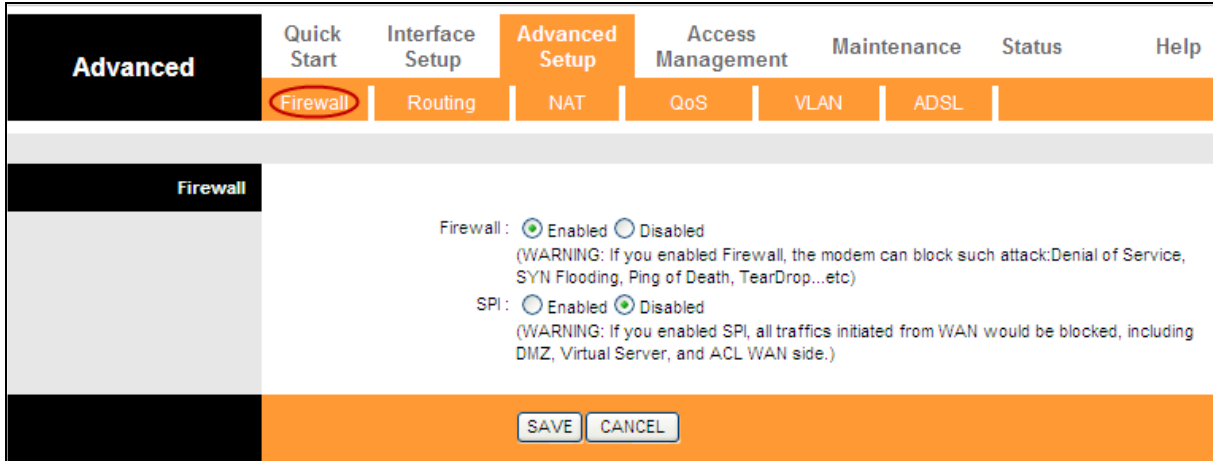 Advanced
Quick Start
Interface Setup
Advanced Setup
Access Management
Maintenance
Status
Help
Firewall
Routing
NAT
QoS
VLAN
ADSL
Firewall
Firewall : Enabled Disabled
(WARNING: If you enabled Firewall, the modem can block such attack:Denial of Service,
SYN Flooding, Ping of Death, TearDrop...etc)
SPI : Enabled Disabled
(WARNING: If you enabled SPI, all traffics initiated from WAN would be blocked, including
DMZ, Virtual Server, and ACL WAN side.)
SAVE CANCEL